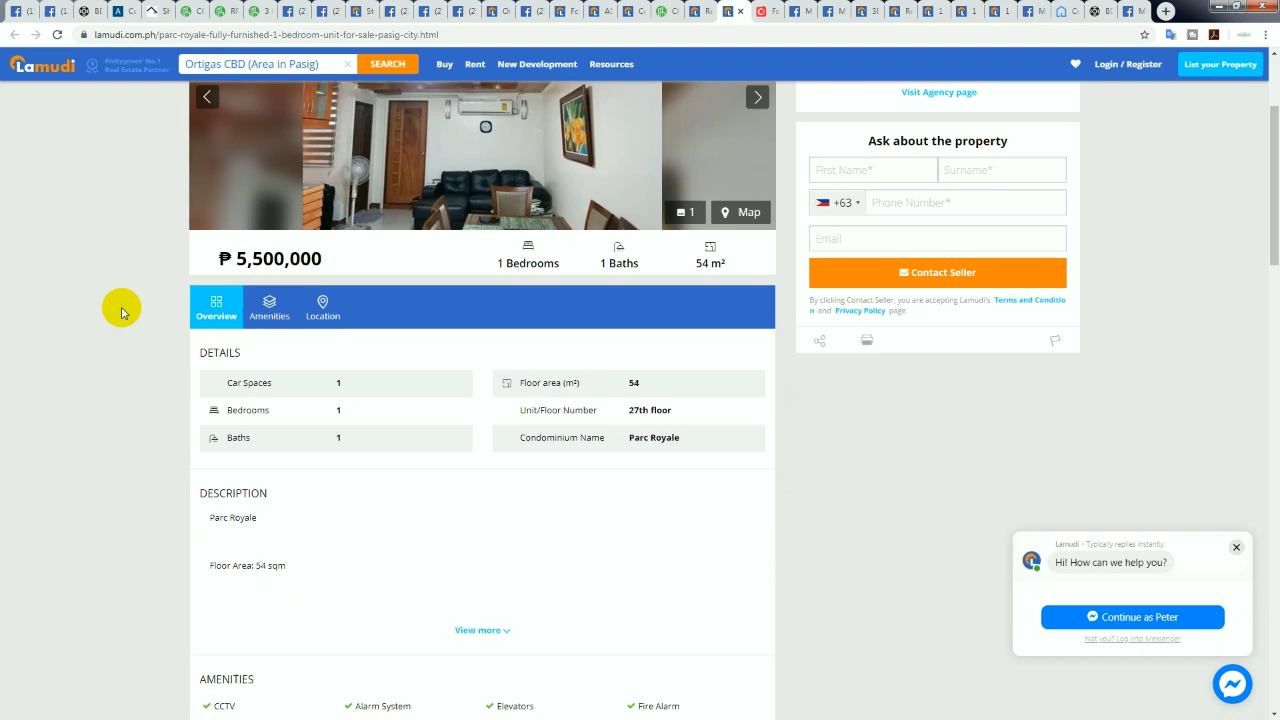 lamudi.com.ph/parc-royale-fully-furnished-1-bedroom-unit-for-sale-pasig-city.html
Lamudi
Philippines' No.1
Real Estate Partner
Ortigas CBD (Area in Pasig)
SEARCH
Buy
Rent
New Development
Resources
Login / Register
List your Property
1
Map
₱ 5,500,000
1 Bedrooms
1 Baths
54 m²
Overview
Amenities
Location
DETAILS
Car Spaces 1
Floor area (m²) 54
Bedrooms 1
Unit/Floor Number 27th floor
Baths 1
Condominium Name Parc Royale
DESCRIPTION
Parc Royale
Floor Area: 54 sqm
View more
AMENITIES
CCTV
Alarm System
Elevators
Fire Alarm
Visit Agency page
Ask about the property
First Name*
Surname*
+63
Phone Number*
Email
Contact Seller
By clicking Contact Seller, you are accepting Lamudi's Terms and Conditio
n and Privacy Policy page.
Lamudi - Typically replies instantly
Hi! How can we help you?
Continue as Peter
Not you? Log into Messenger